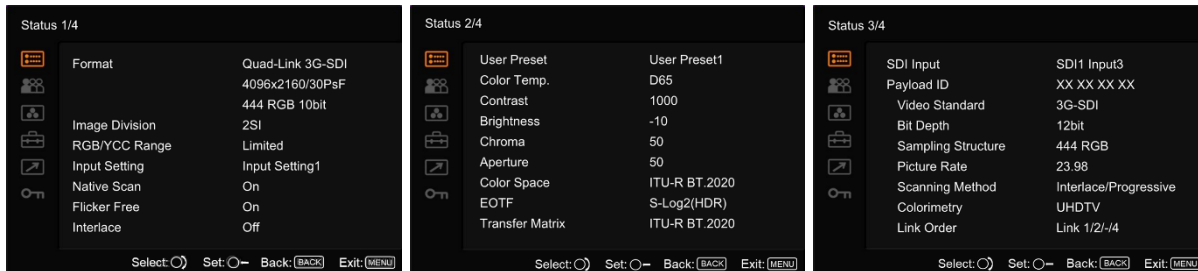 Status 1/4
Format Quad-Link 3G-SDI
4096x2160/30PsF
444 RGB 10bit
Image Division 2SI
RGB/YCC Range Limited
Input Setting Input Setting1
Native Scan On
Flicker Free On
Interlace Off
Select: Set: Back: BACK Exit: MENU
Status 2/4
User Preset User Preset1
Color Temp. D65
Contrast 1000
Brightness -10
Chroma 50
Aperture 50
Color Space ITU-R BT.2020
EOTF S-Log2(HDR)
Transfer Matrix ITU-R BT.2020
Select: Set: Back: BACK Exit: MENU
Status 3/4
SDI Input SDI1 Input3
Payload ID XX XX XX XX
Video Standard 3G-SDI
Bit Depth 12bit
Sampling Structure 444 RGB
Picture Rate 23.98
Scanning Method Interlace/Progressive
Colorimetry UHDTV
Link Order Link 1/2/-/4
Select: Set: Back: BACK Exit: MENU